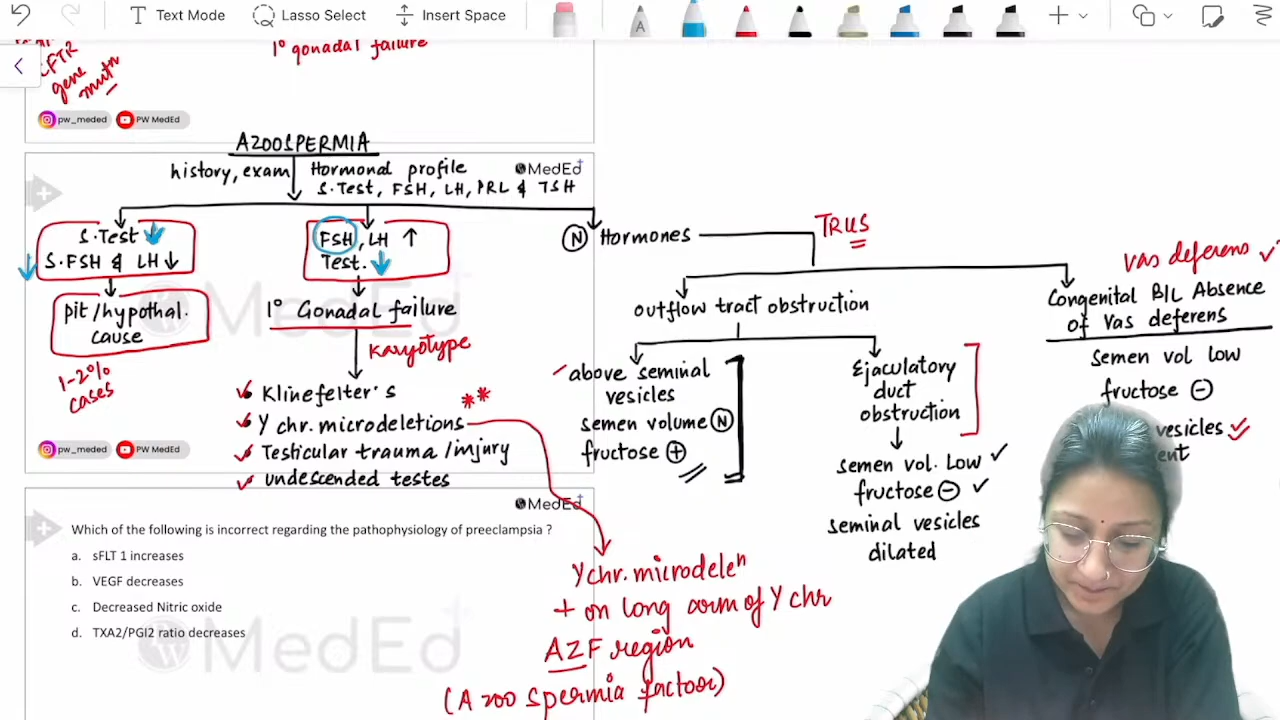 Text Mode
Lasso Select
Insert Space
CFTR
gene
mutn
1° gonadal failure
pw_meded
PW MedEd
AZOOSPERMIA
history, exam
Hormonal profile
S.Test, FSH, LH, PRL & TSH
MedEd
S.Test ↓
↓ S.FSH & LH ↓
pit/hypothal.
cause
1-2%
cases
FSH, LH ↑
Test. ↓
1° Gonadal failure
Karyotype
✓ Klinefelter's
✓ Y chr. microdeletions **
✓ Testicular trauma/injury
✓ undescended testes
pw_meded
PW MedEd
Ⓝ Hormones
TRUS
outflow tract obstruction
above seminal
vesicles
semen volume Ⓝ
fructose ⊕
Ejaculatory
duct
obstruction
semen vol. Low ✓
fructose ⊖ ✓
seminal vesicles
dilated
vas deferens ✓
Congenital B/L Absence
of Vas deferens
semen vol low
fructose ⊖
vesicles ✓
MedEd
Which of the following is incorrect regarding the pathophysiology of preeclampsia ?
a. sFLT 1 increases
b. VEGF decreases
c. Decreased Nitric oxide
d. TXA2/PGI2 ratio decreases
MedEd
MedEd
Y chr. microdeleⁿ
+ on long arm of Y chr
AZF region
(Azoo spermia factor)